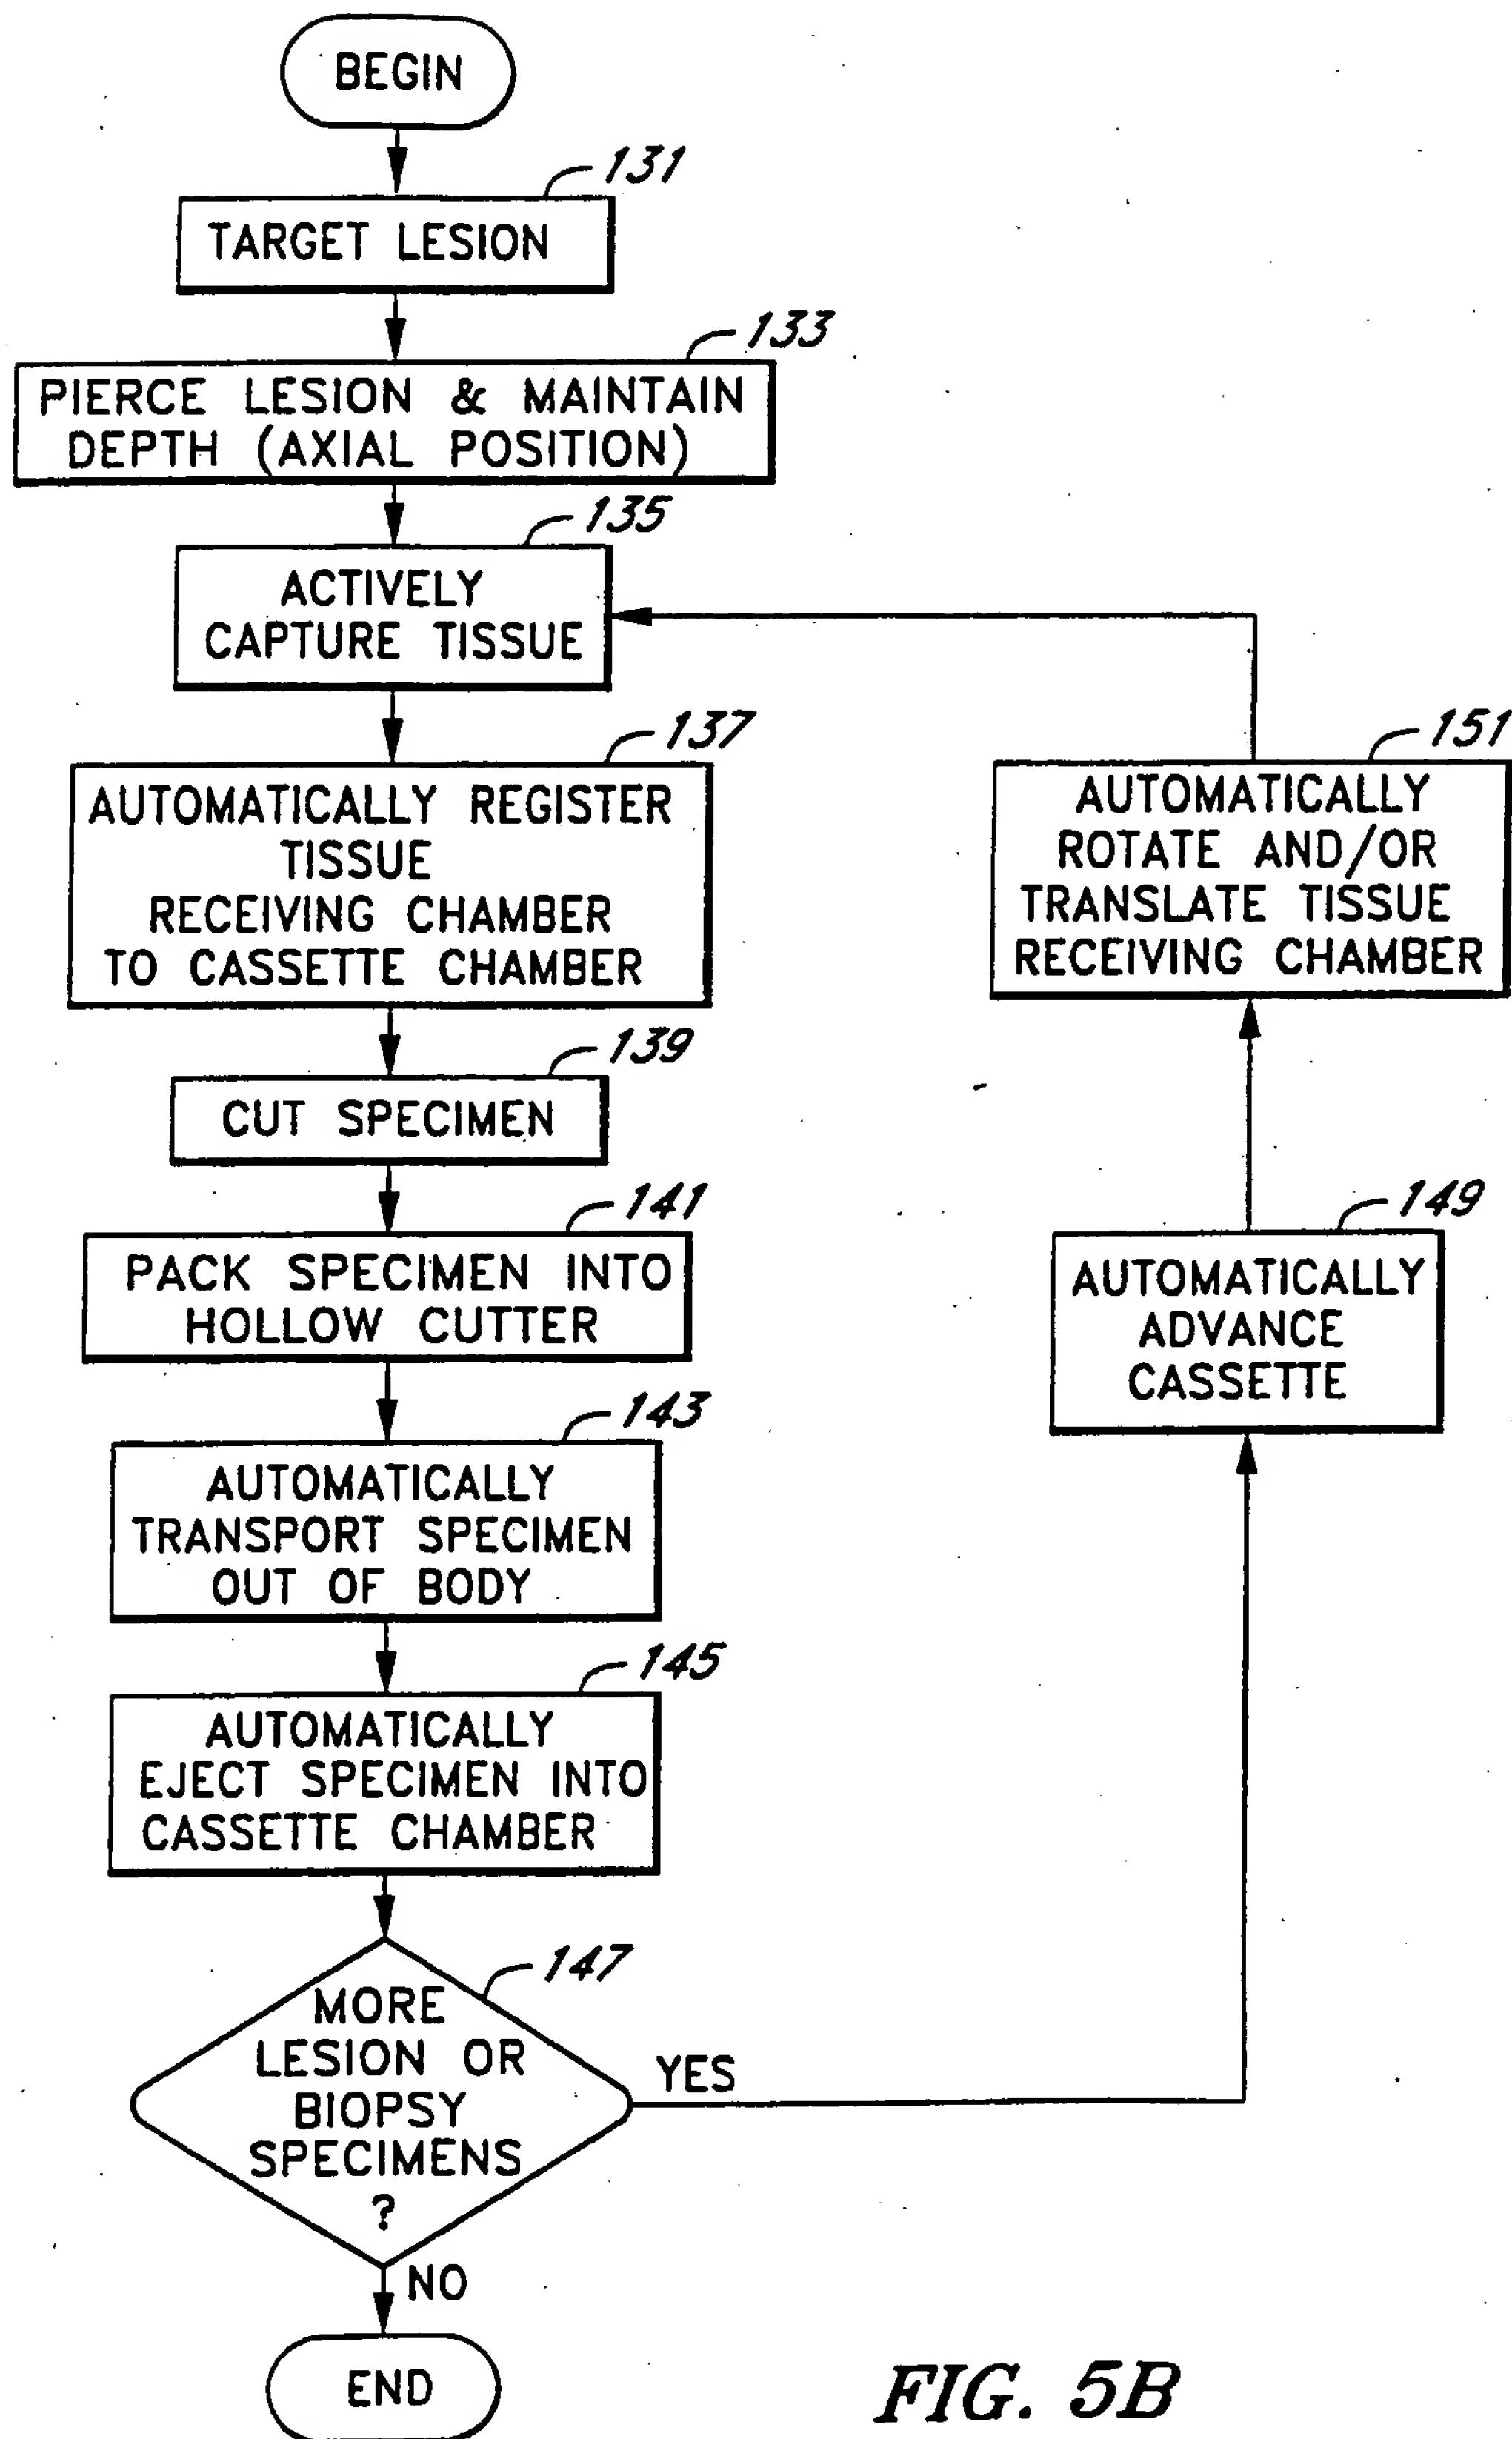 BEGIN
131
TARGET LESION
133
PIERCE LESION & MAINTAIN
DEPTH (AXIAL POSITION)
135
ACTIVELY
CAPTURE TISSUE
137
AUTOMATICALLY REGISTER
TISSUE
RECEIVING CHAMBER
TO CASSETTE CHAMBER
139
CUT SPECIMEN
141
PACK SPECIMEN INTO
HOLLOW CUTTER
143
AUTOMATICALLY
TRANSPORT SPECIMEN
OUT OF BODY
145
AUTOMATICALLY
EJECT SPECIMEN INTO
CASSETTE CHAMBER
147
MORE
LESION OR
BIOPSY
SPECIMENS
?
YES
149
AUTOMATICALLY
ADVANCE
CASSETTE
151
AUTOMATICALLY
ROTATE AND/OR
TRANSLATE TISSUE
RECEIVING CHAMBER
NO
END
FIG. 5B